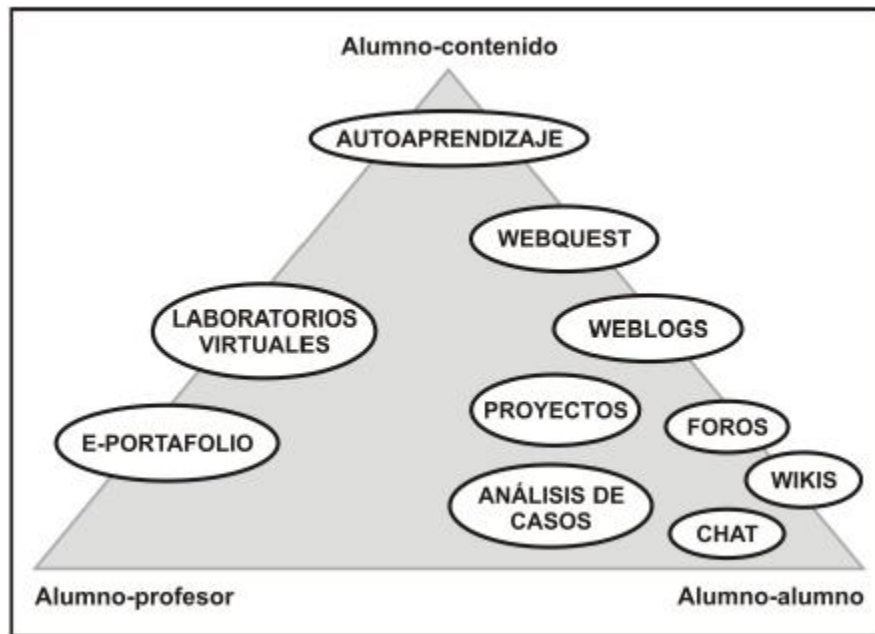 Alumno-contenido
AUTOAPRENDIZAJE
WEBQUEST
LABORATORIOS
VIRTUALES
WEBLOGS
PROYECTOS
FOROS
E-PORTAFOLIO
WIKIS
ANÁLISIS DE
CASOS
CHAT
Alumno-profesor
Alumno-alumno